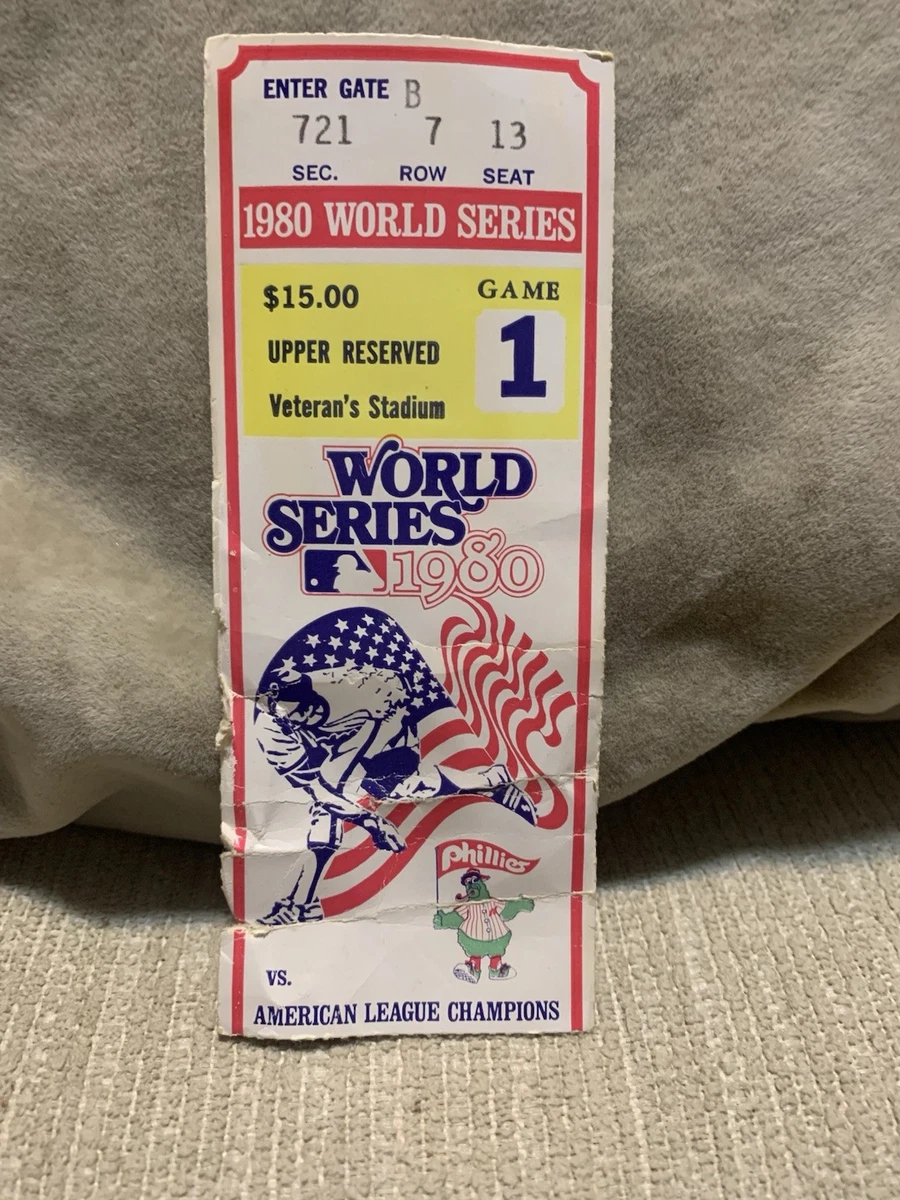 ENTER GATE B
721 7 13
SEC. ROW SEAT
1980 WORLD SERIES
$15.00 GAME
1
UPPER RESERVED
Veteran's Stadium
WORLD
SERIES
1980
Phillies
VS.
AMERICAN LEAGUE CHAMPIONS